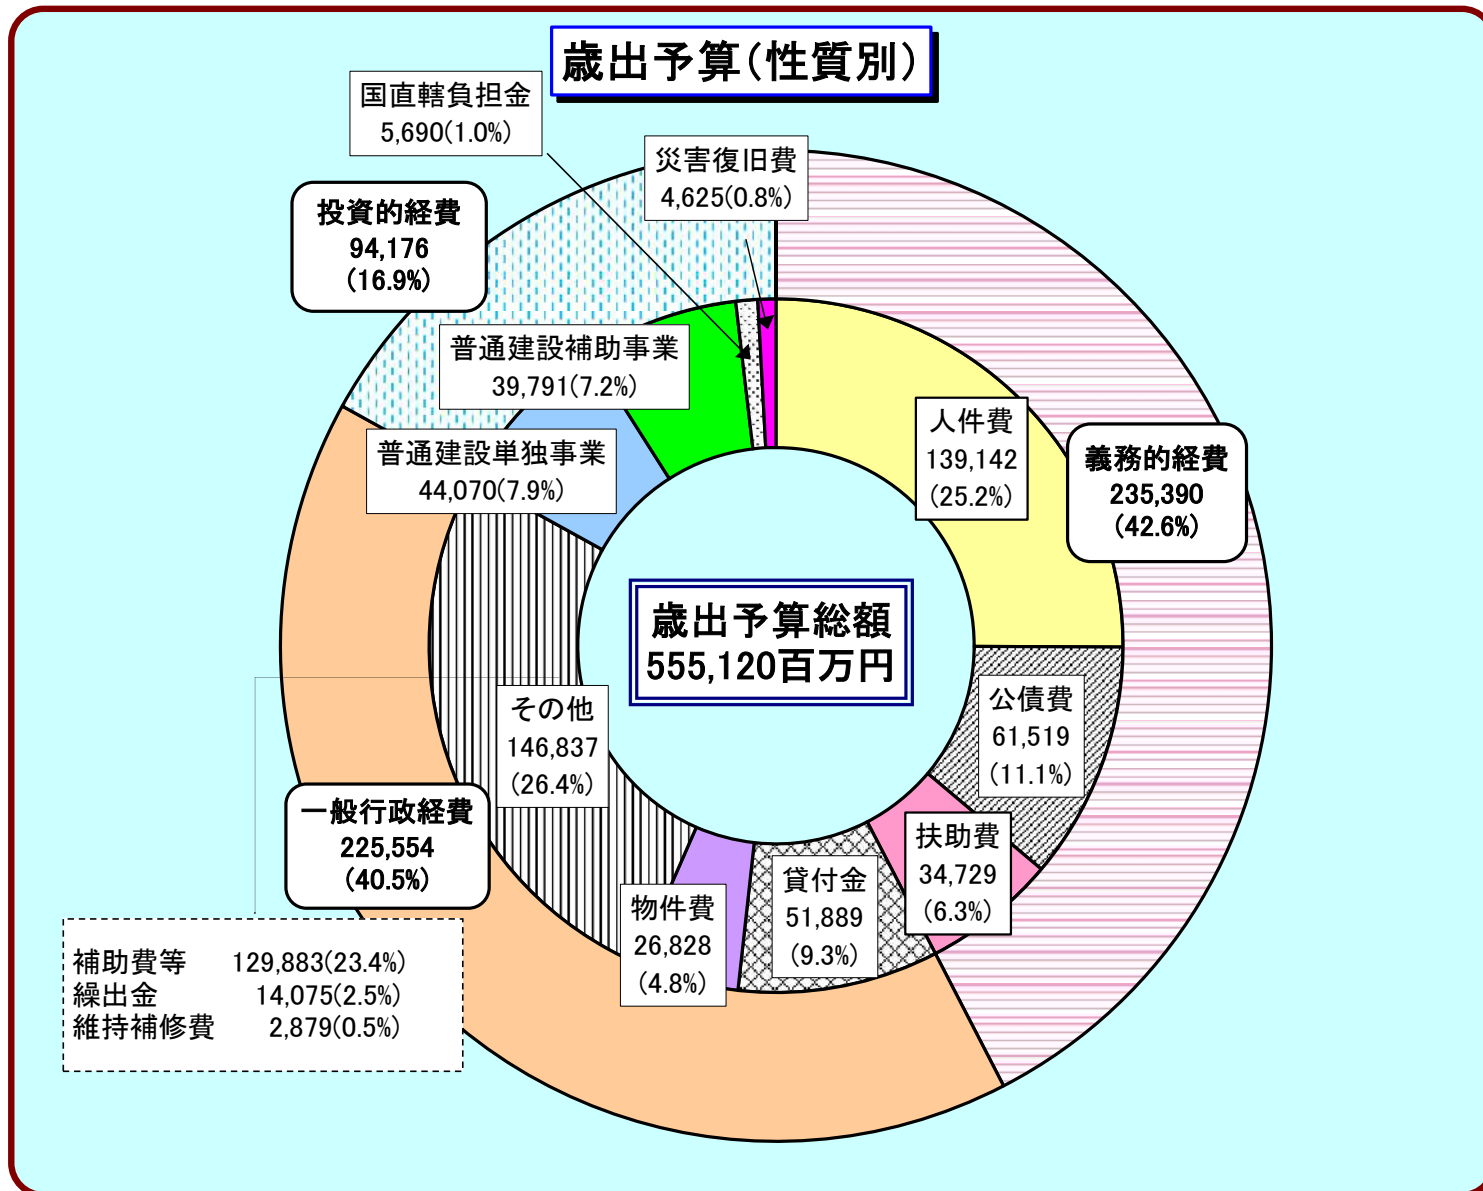 歳出予算(性質別)
国直轄負担金
5,690(1.0%)
災害復旧費
4,625(0.8%)
投資的経費
94,176
(16.9%)
普通建設補助事業
39,791(7.2%)
普通建設単独事業
44,070(7.9%)
人件費
139,142
(25.2%)
義務的経費
235,390
(42.6%)
歳出予算総額
555,120百万円
公債費
61,519
(11.1%)
その他
146,837
(26.4%)
一般行政経費
225,554
(40.5%)
扶助費
34,729
(6.3%)
貸付金
51,889
(9.3%)
物件費
26,828
(4.8%)
補助費等 129,883(23.4%)
繰出金 14,075(2.5%)
維持補修費 2,879(0.5%)